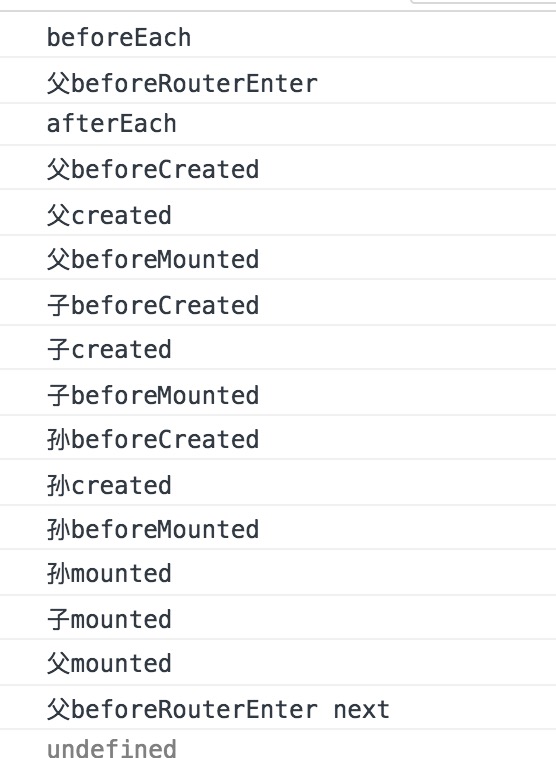 beforeEach
父beforeRouterEnter
afterEach
父beforeCreated
父created
父beforeMounted
子beforeCreated
子created
子beforeMounted
孙beforeCreated
孙created
孙beforeMounted
孙mounted
子mounted
父mounted
父beforeRouterEnter next
undefined